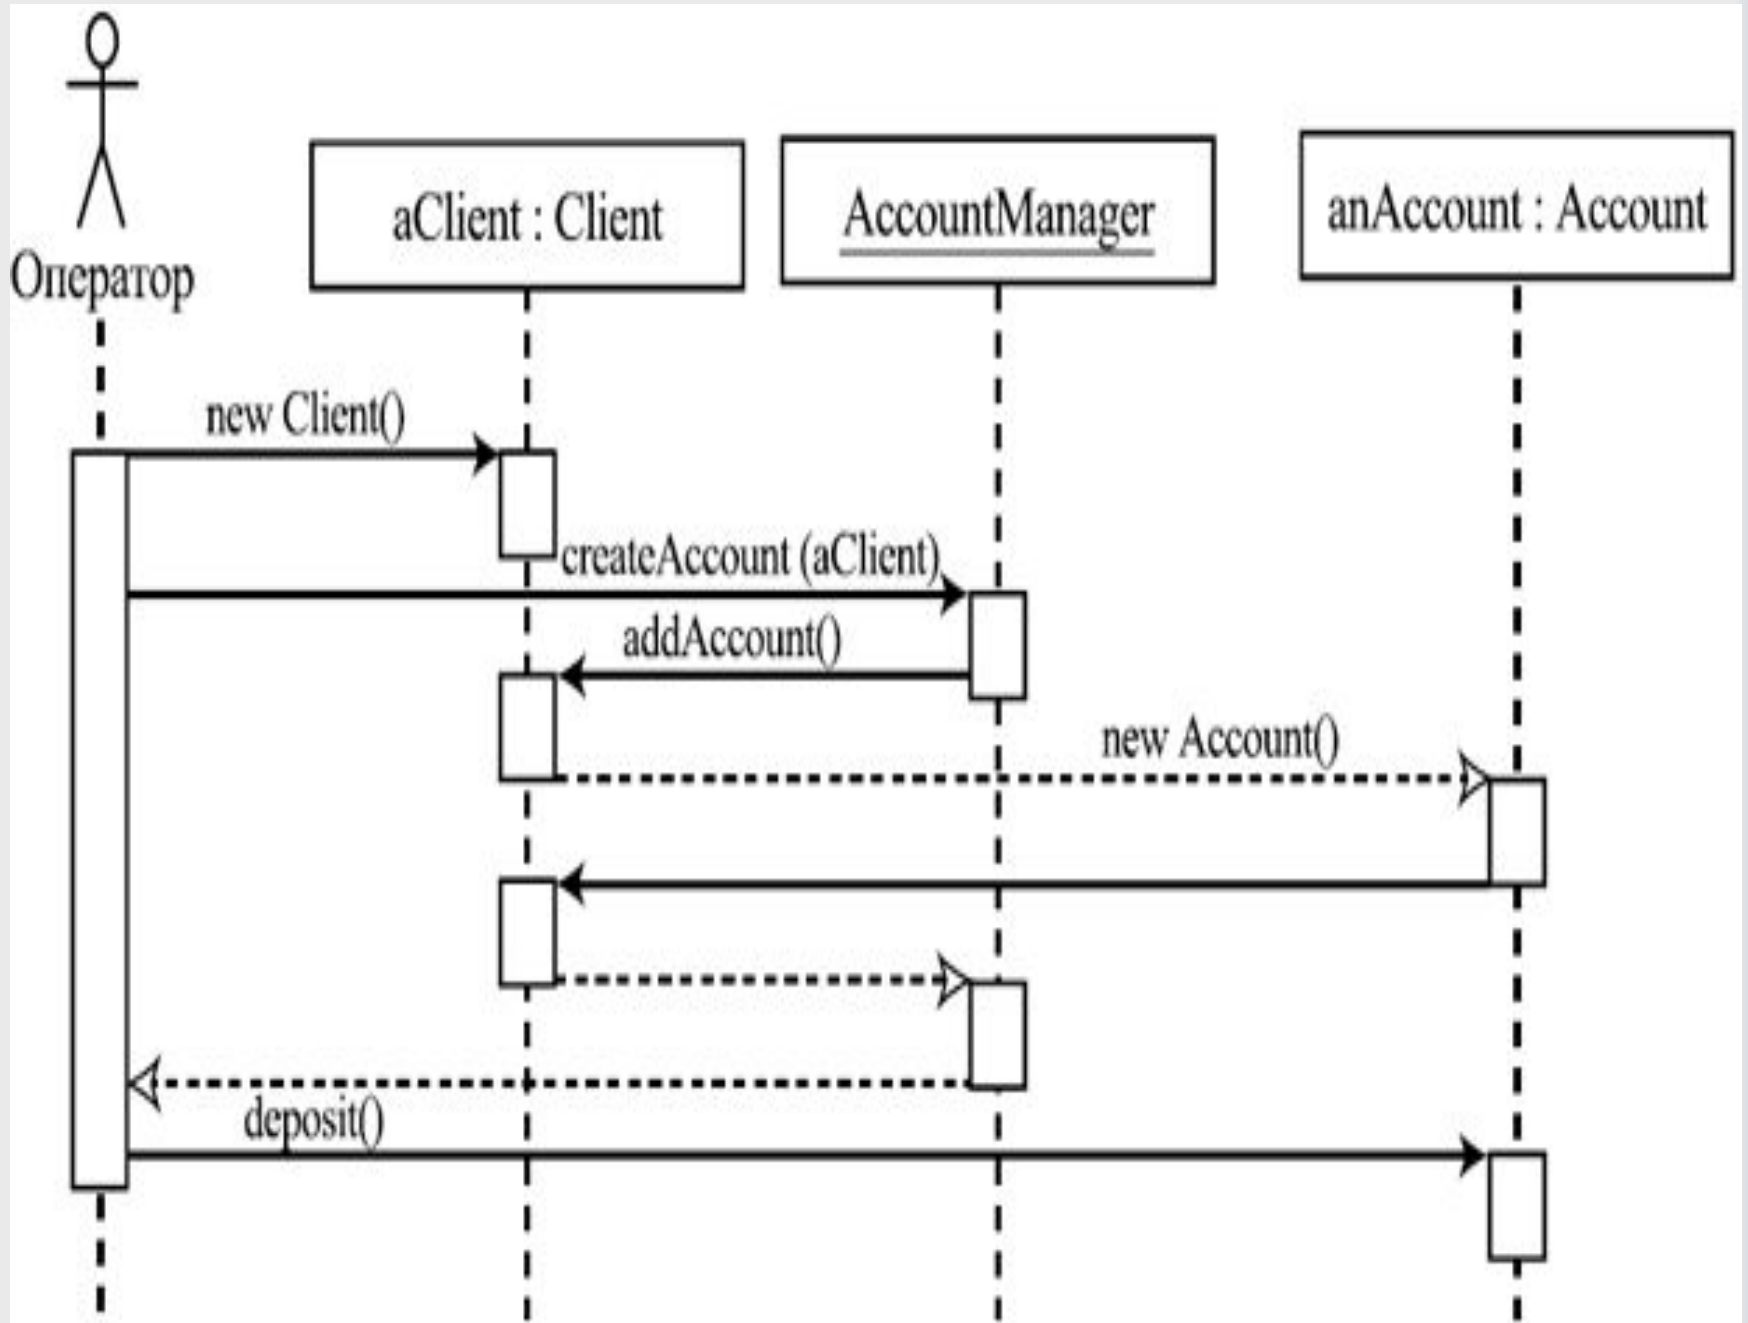 Оператор
aClient : Client
AccountManager
anAccount : Account
new Client()
createAccount (aClient)
addAccount()
new Account()
deposit()